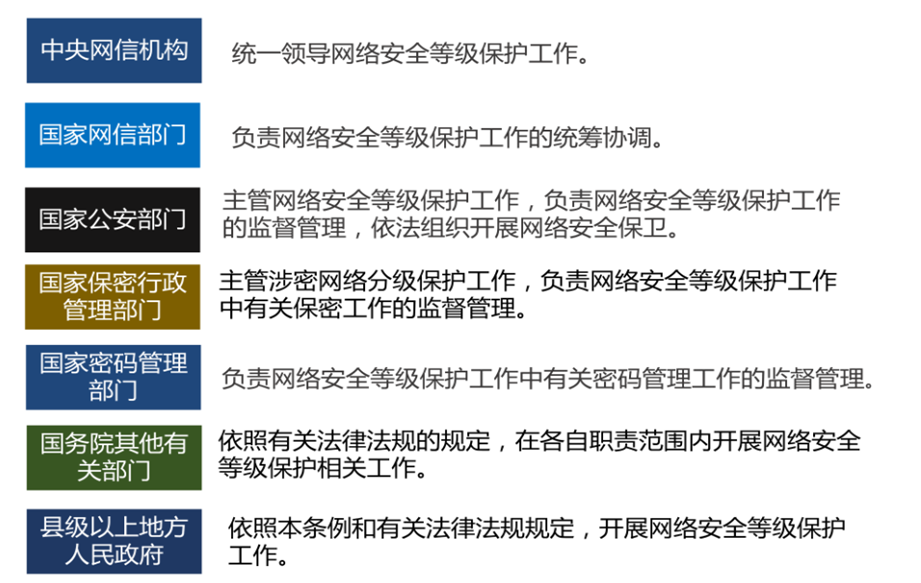 中央网信机构
统一领导网络安全等级保护工作。
国家网信部门
负责网络安全等级保护工作的统筹协调。
国家公安部门
主管网络安全等级保护工作，负责网络安全等级保护工作
的监督管理，依法组织开展网络安全保卫。
国家保密行政
管理部门
主管涉密网络分级保护工作，负责网络安全等级保护工作
中有关保密工作的监督管理。
国家密码管理
部门
负责网络安全等级保护工作中有关密码管理工作的监督管理。
国务院其他有
关部门
依照有关法律法规的规定，在各自职责范围内开展网络安全
等级保护相关工作。
县级以上地方
人民政府
依照本条例和有关法律法规规定，开展网络安全等级保护
工作。